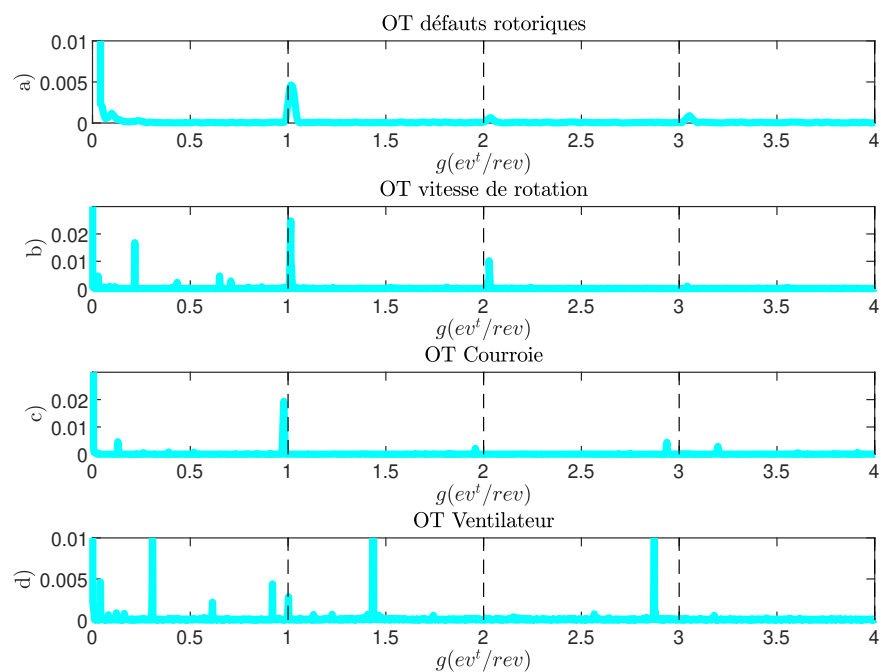 OT défauts rotoriques
0.01
0.005
0
a)
0 0.5 1 1.5 2 2.5 3 3.5 4
g(ev^t/rev)
OT vitesse de rotation
0.02
0.01
0
b)
0 0.5 1 1.5 2 2.5 3 3.5 4
g(ev^t/rev)
OT Courroie
0.02
0.01
0
c)
0 0.5 1 1.5 2 2.5 3 3.5 4
g(ev^t/rev)
OT Ventilateur
0.01
0.005
0
d)
0 0.5 1 1.5 2 2.5 3 3.5 4
g(ev^t/rev)